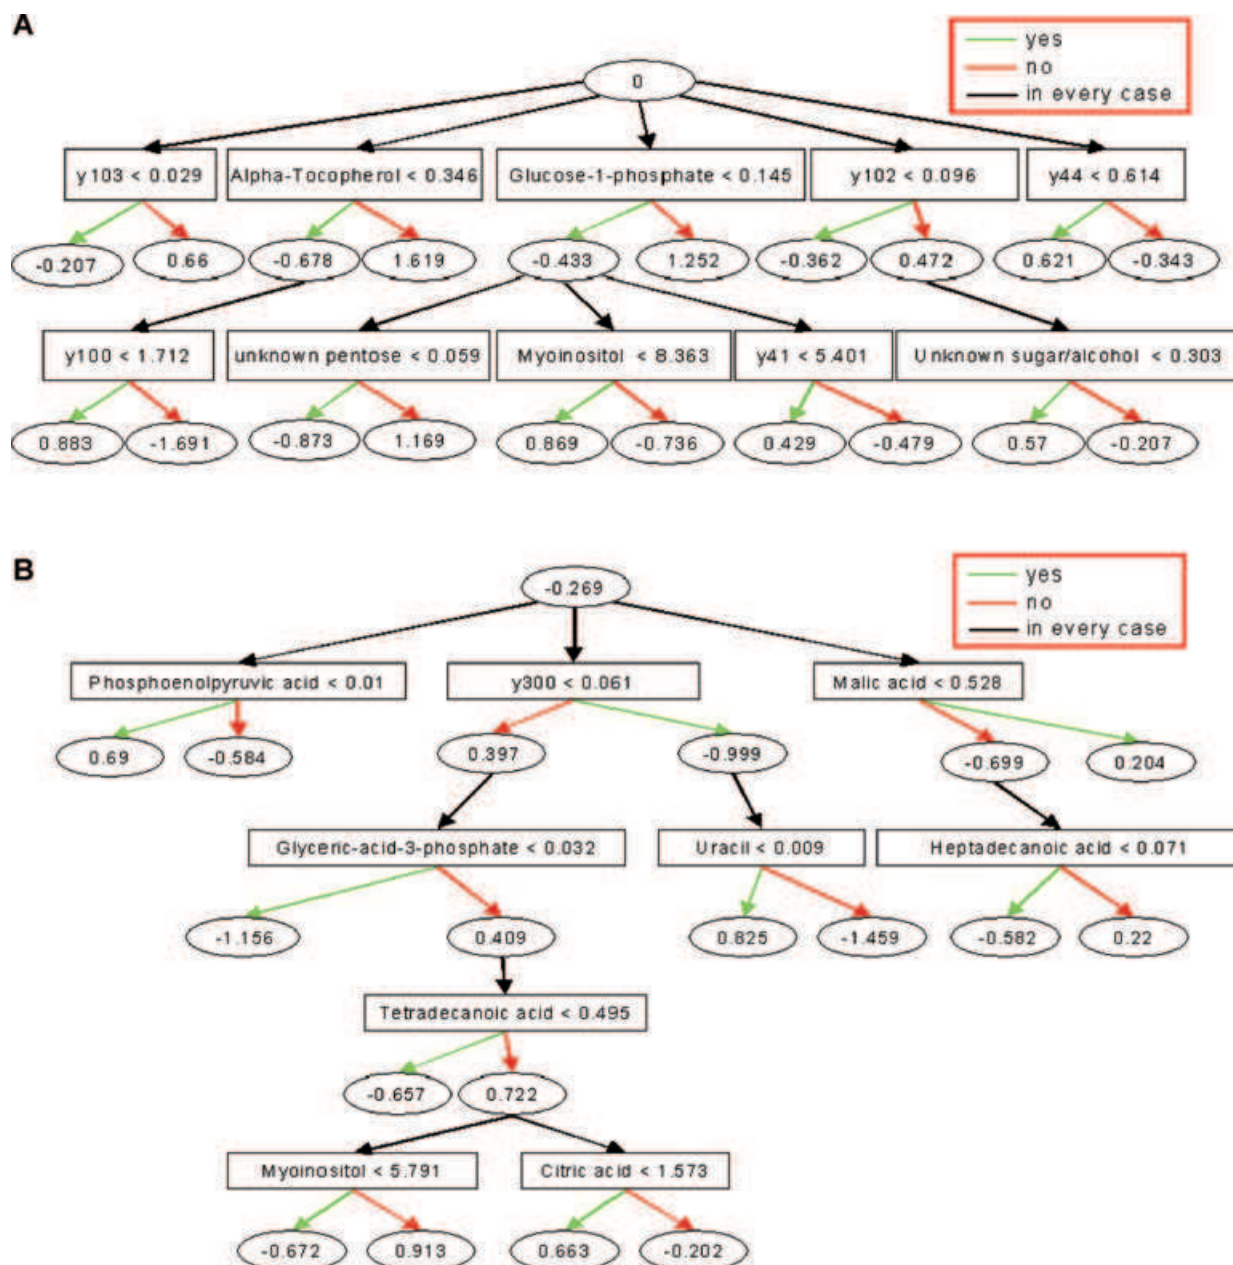 A
yes
no
in every case
0
y103 < 0.029
Alpha-Tocopherol < 0.346
Glucose-1-phosphate < 0.145
y102 < 0.096
y44 < 0.614
-0.207
0.66
-0.678
1.619
-0.433
1.252
-0.362
0.472
0.621
-0.343
y100 < 1.712
unknown pentose < 0.059
Myoinositol < 8.363
y41 < 5.401
Unknown sugar/alcohol < 0.303
0.883
-1.691
-0.873
1.169
0.869
-0.736
0.429
-0.479
0.57
-0.207
B
yes
no
in every case
-0.269
Phosphoenolpyruvic acid < 0.01
y300 < 0.061
Malic acid < 0.528
0.69
-0.584
0.397
-0.999
-0.699
0.204
Glyceric-acid-3-phosphate < 0.032
Uracil < 0.009
Heptadecanoic acid < 0.071
-1.156
0.409
0.825
-1.459
-0.582
0.22
Tetradecanoic acid < 0.495
-0.657
0.722
Myoinositol < 5.791
Citric acid < 1.573
-0.672
0.913
0.663
-0.202